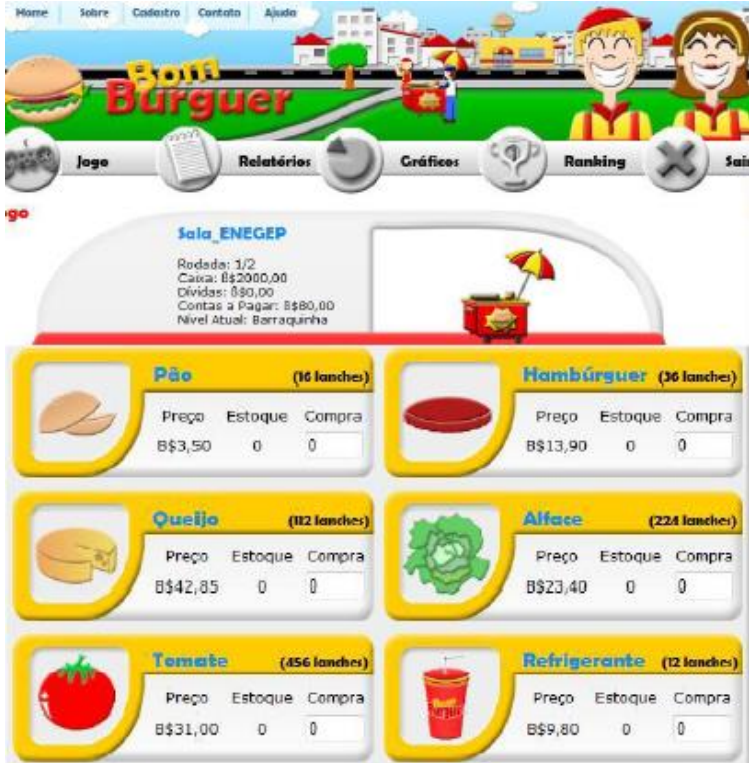 Home Sobre Cadastro Contato Ajuda
Bom
Burguer
Jogo Relatórios Gráficos Ranking Sair
go
Sala_ENEGEP
Rodada: 1/2
Caixa: B$2000,00
Dívidas: B$0,00
Contas a Pagar: B$80,00
Nível Atual: Barraquinha
Pão (16 lanches)
Preço Estoque Compra
B$3,50 0 0
Hambúrguer (36 lanches)
Preço Estoque Compra
B$13,90 0 0
Queijo (112 lanches)
Preço Estoque Compra
B$42,85 0 0
Alface (224 lanches)
Preço Estoque Compra
B$23,40 0 0
Tomate (456 lanches)
Preço Estoque Compra
B$31,00 0 0
Refrigerante (12 lanches)
Preço Estoque Compra
B$9,80 0 0